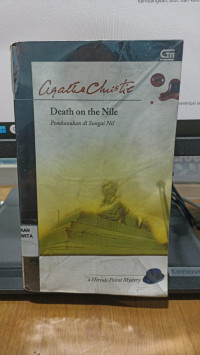 Agatha Christie
Death on the Nile
Pembunuhan di Sungai Nil
a Hercule Poirot Mystery